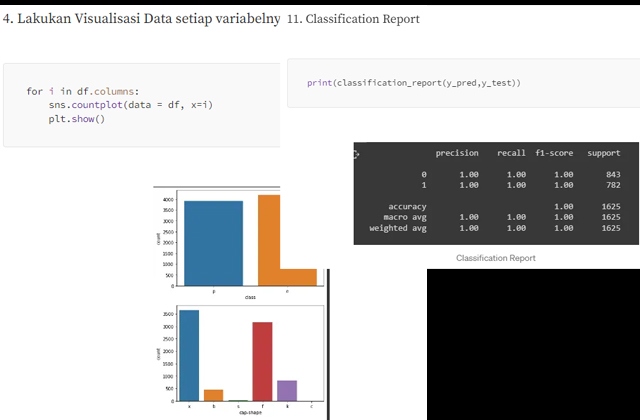 4. Lakukan Visualisasi Data setiap variabelny
for i in df.columns:
sns.countplot(data = df, x=i)
plt.show()
4000
3500
3000
2500
2000
1500
1000
500
0
count
p
e
class
3500
3000
2500
2000
1500
1000
500
0
count
x
b
s
f
k
c
cap-shape
11. Classification Report
print(classification_report(y_pred,y_test))
precision recall f1-score support
0 1.00 1.00 1.00 843
1 1.00 1.00 1.00 782
accuracy 1.00 1625
macro avg 1.00 1.00 1.00 1625
weighted avg 1.00 1.00 1.00 1625
Classification Report